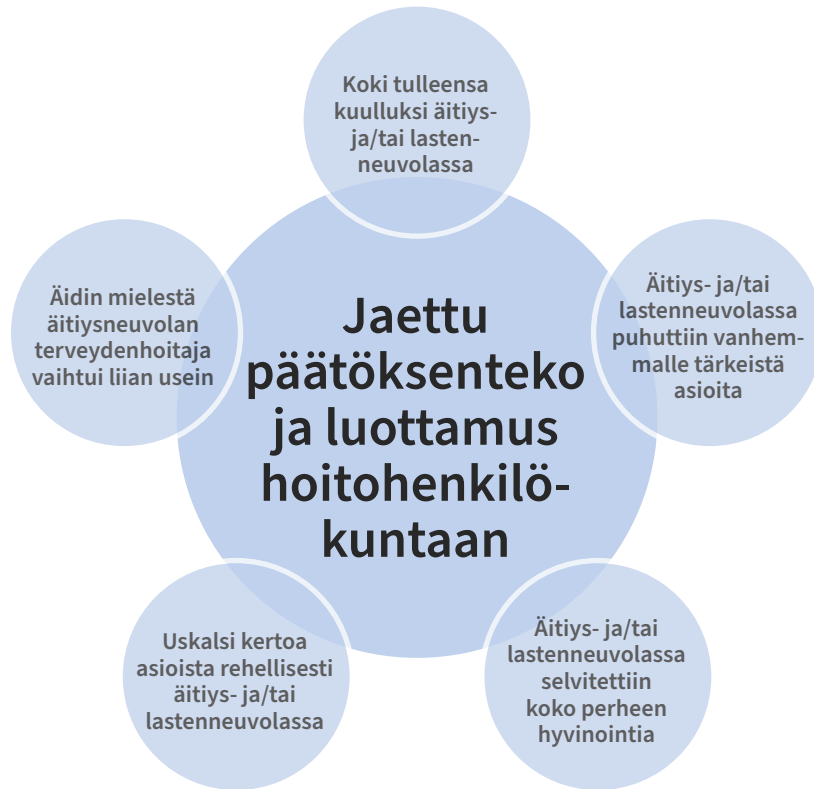 Koki tulleensa
kuulluksi äitiys-
ja/tai lasten-
neuvolassa
Äitiys- ja/tai
lastenneuvolassa
puhuttiin vanhem-
malle tärkeistä
asioita
Äitiys- ja/tai
lastenneuvolassa
selvitettiin
koko perheen
hyvinointia
Uskalsi kertoa
asioista rehellisesti
äitiys- ja/tai
lastenneuvolassa
Äidin mielestä
äitiysneuvolan
terveydenhoitaja
vaihtui liian usein
Jaettu
päätöksenteko
ja luottamus
hoitohenkilö-
kuntaan